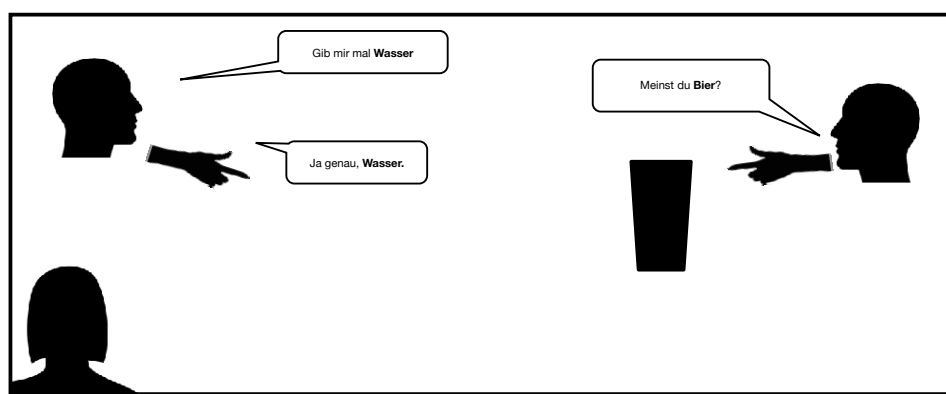 Gib mir mal Wasser
Meinst du Bier?
Ja genau, Wasser.